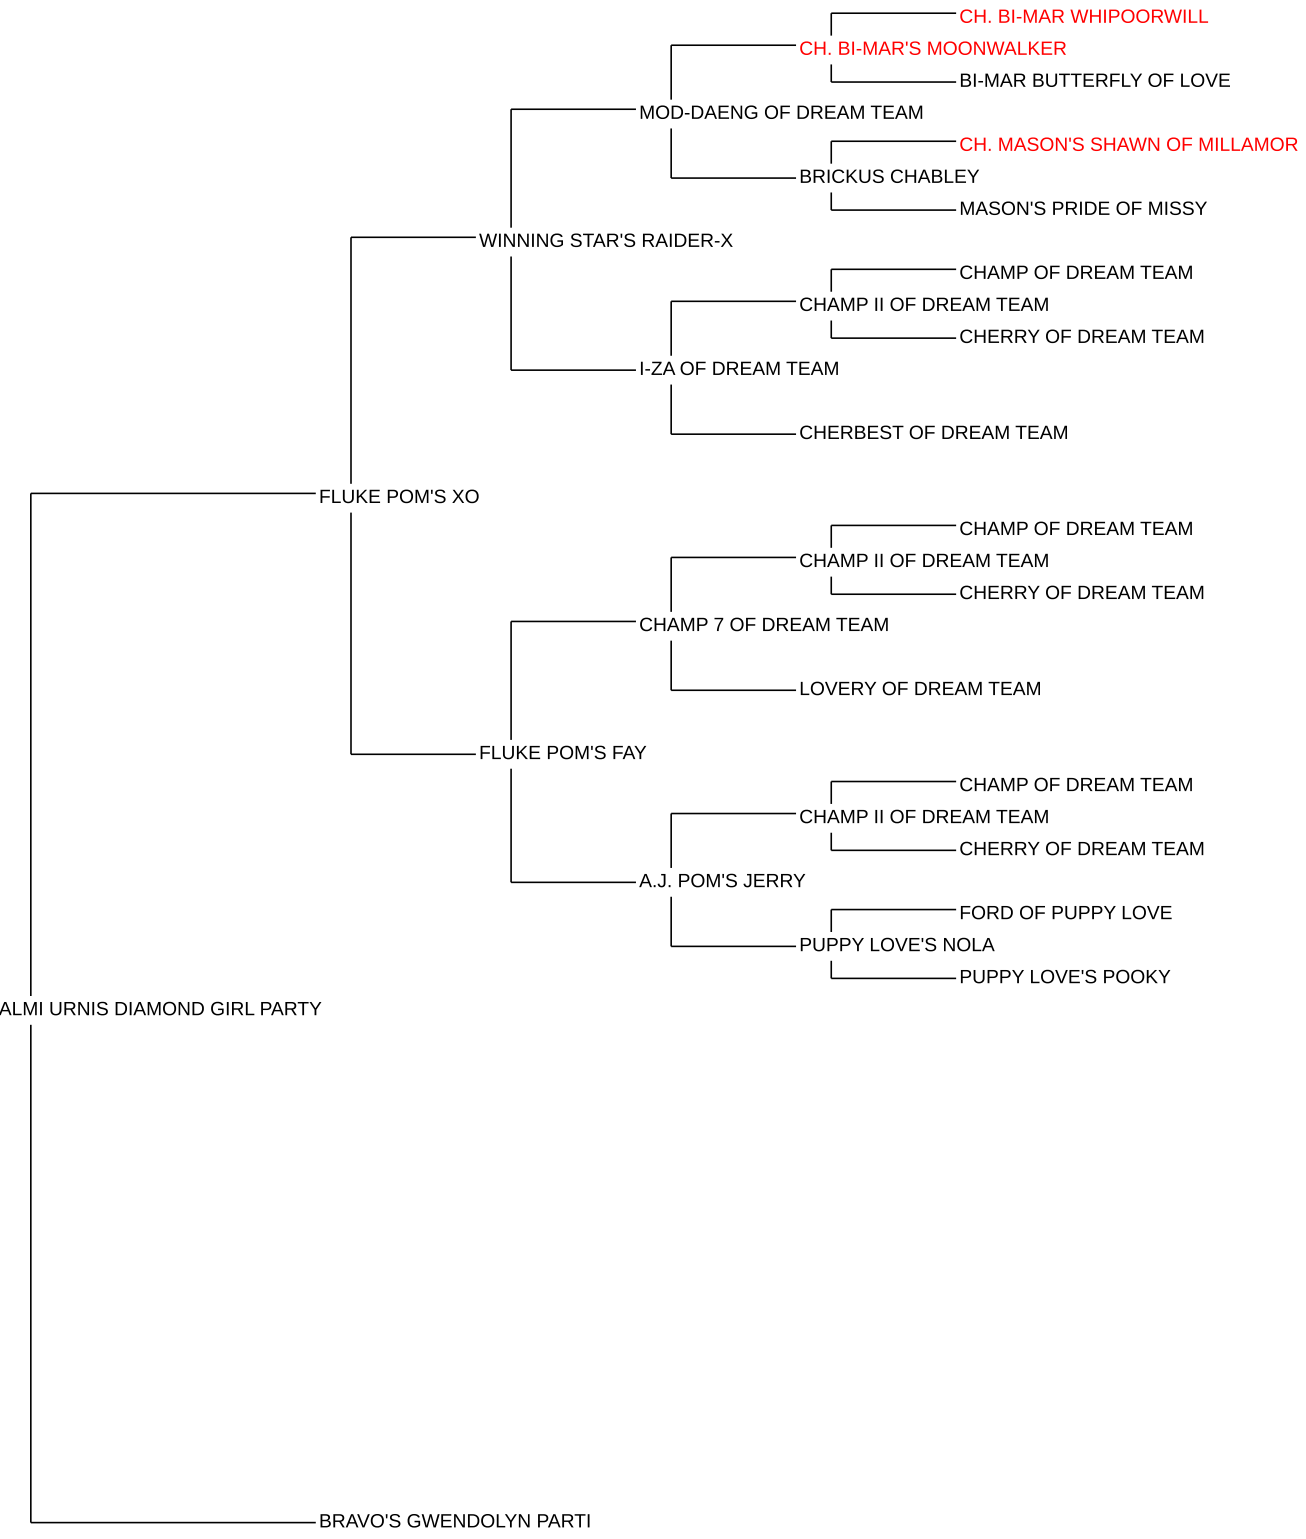 CH. BI-MAR WHIPOORWILL
CH. BI-MAR'S MOONWALKER
BI-MAR BUTTERFLY OF LOVE
MOD-DAENG OF DREAM TEAM
CH. MASON'S SHAWN OF MILLAMOR
BRICKUS CHABLEY
MASON'S PRIDE OF MISSY
WINNING STAR'S RAIDER-X
CHAMP OF DREAM TEAM
CHAMP II OF DREAM TEAM
CHERRY OF DREAM TEAM
I-ZA OF DREAM TEAM
CHERBEST OF DREAM TEAM
FLUKE POM'S XO
CHAMP OF DREAM TEAM
CHAMP II OF DREAM TEAM
CHERRY OF DREAM TEAM
CHAMP 7 OF DREAM TEAM
LOVERY OF DREAM TEAM
FLUKE POM'S FAY
CHAMP OF DREAM TEAM
CHAMP II OF DREAM TEAM
CHERRY OF DREAM TEAM
A.J. POM'S JERRY
FORD OF PUPPY LOVE
PUPPY LOVE'S NOLA
PUPPY LOVE'S POOKY
ALMI URNIS DIAMOND GIRL PARTY
BRAVO'S GWENDOLYN PARTI